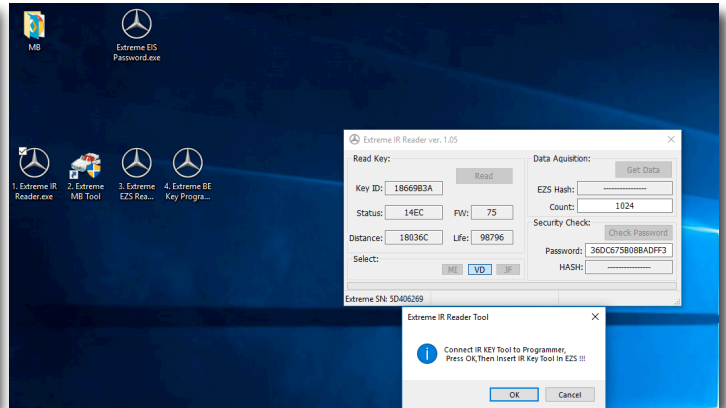 MB
Extreme EIS
Password.exe
1. Extreme IR
Reader.exe
2. Extreme
MB Tool
3. Extreme
EZS Rea...
4. Extreme BE
Key Progra...
Extreme IR Reader ver. 1.05
Read Key:
Read
Key ID: 18669B3A
Status: 14EC FW: 75
Distance: 18036C Life: 98796
Select:
MI VD JF
Data Aquisition:
Get Data
EZS Hash: ----------------
Count: 1024
Security Check:
Check Password
Password: 36DC675B08BADFF3
HASH: ----------------
Extreme SN: 5D406269
Extreme IR Reader Tool
Connect IR KEY Tool to Programmer,
Press OK,Then Insert IR Key Tool In EZS !!!
OK Cancel